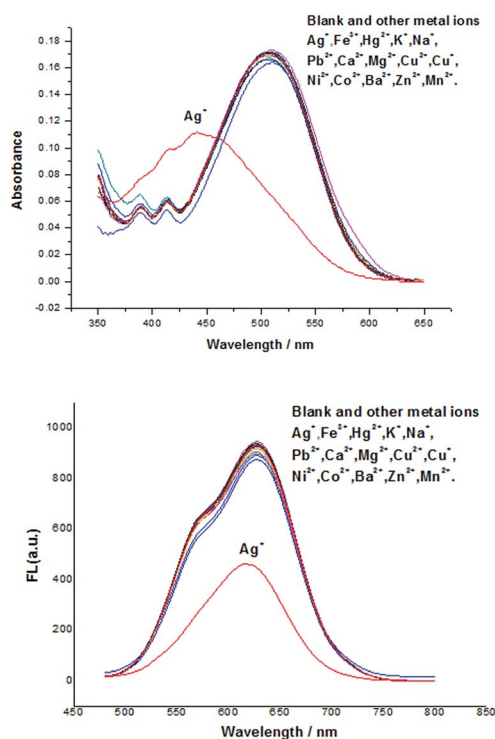 Blank and other metal ions
Ag⁺,Fe³⁺,Hg²⁺,K⁺,Na⁺,
Pb²⁺,Ca²⁺,Mg²⁺,Cu²⁺,Cu⁺,
Ni²⁺,Co²⁺,Ba²⁺,Zn²⁺,Mn²⁺.
0.18
0.16
0.14
0.12
0.10
0.08
0.06
0.04
0.02
0.00
-0.02
Absorbance
Ag⁺
350 400 450 500 550 600 650
Wavelength / nm
Blank and other metal ions
Ag⁺,Fe³⁺,Hg²⁺,K⁺,Na⁺,
Pb²⁺,Ca²⁺,Mg²⁺,Cu²⁺,Cu⁺,
Ni²⁺,Co²⁺,Ba²⁺,Zn²⁺,Mn²⁺.
1000
800
600
400
200
0
FL(a.u.)
Ag⁺
450 500 550 600 650 700 750 800 850
Wavelength / nm